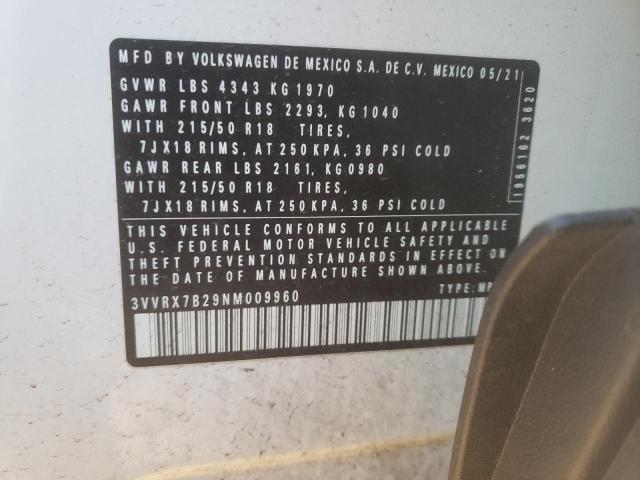 MFD BY VOLKSWAGEN DE MEXICO S.A. DE C.V. MEXICO 05/21
GVWR LBS 4343 KG 1970
GAWR FRONT LBS 2293, KG 1040
WITH 215/50 R18 TIRES,
7JX18 RIMS, AT 250 KPA, 36 PSI COLD
GAWR REAR LBS 2161, KG 0980
WITH 215/50 R18 TIRES,
7JX18 RIMS, AT 250 KPA, 36 PSI COLD
THIS VEHICLE CONFORMS TO ALL APPLICABLE
U.S. FEDERAL MOTOR VEHICLE SAFETY AND
THEFT PREVENTION STANDARDS IN EFFECT ON
THE DATE OF MANUFACTURE SHOWN ABOVE.
3VVRX7B29NM009960 TYPE:
1956162 3620